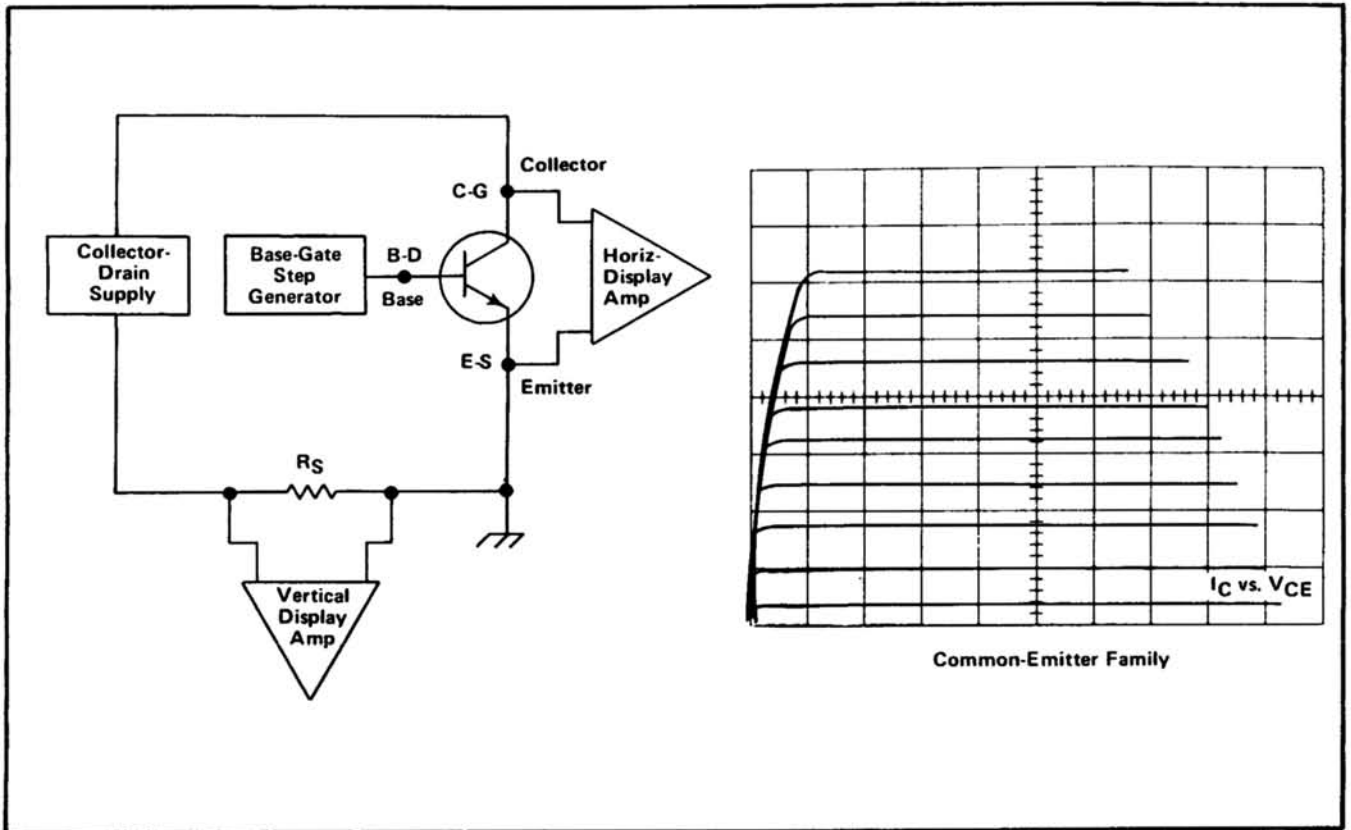 Collector
C-G
Collector-
Drain
Supply
Base-Gate
Step
Generator
B-D
Base
Horiz-
Display
Amp
E-S
Emitter
RS
Vertical
Display
Amp
IC vs. VCE
Common-Emitter Family